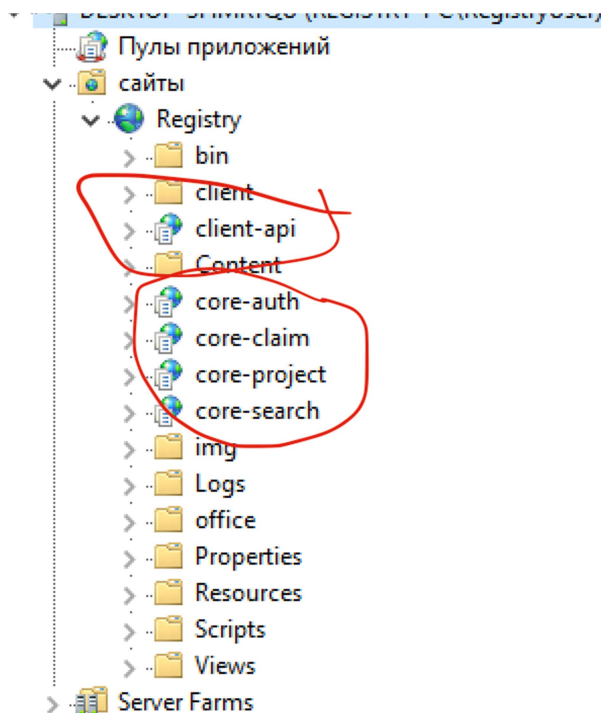 Пулы приложений
сайты
Registry
bin
client
client-api
Content
core-auth
core-claim
core-project
core-search
img
Logs
office
Properties
Resources
Scripts
Views
Server Farms